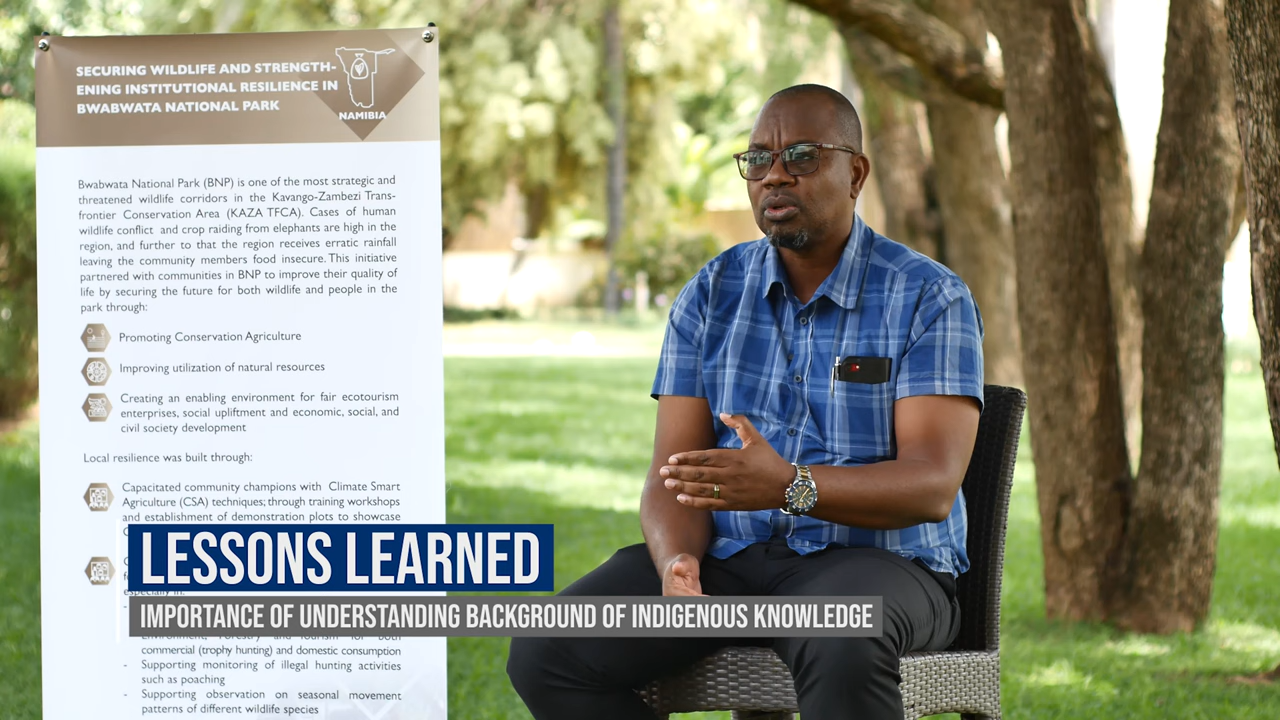 SECURING WILDLIFE AND STRENGTH-
ENING INSTITUTIONAL RESILIENCE IN
BWABWATA NATIONAL PARK
NAMIBIA
Bwabwata National Park (BNP) is one of the most strategic and
threatened wildlife corridors in the Kavango-Zambezi Trans-
frontier Conservation Area (KAZA TFCA). Cases of human
wildlife conflict and crop raiding from elephants are high in the
region, and further to that the region receives erratic rainfall
leaving the community members food insecure. This initiative
partnered with communities in BNP to improve their quality of
life by securing the future for both wildlife and people in the
park through:
Promoting Conservation Agriculture
Improving utilization of natural resources
Creating an enabling environment for fair ecotourism
enterprises, social upliftment and economic, social, and
civil society development
Local resilience was built through:
Capacitated community champions with Climate Smart
Agriculture (CSA) techniques; through training workshops
and establishment of demonstration plots to showcase
LESSONS LEARNED
especially in:
IMPORTANCE OF UNDERSTANDING BACKGROUND OF INDIGENOUS KNOWLEDGE
Environment, Forestry and Tourism for both
commercial (trophy hunting) and domestic consumption
- Supporting monitoring of illegal hunting activities
such as poaching
- Supporting observation on seasonal movement
patterns of different wildlife species